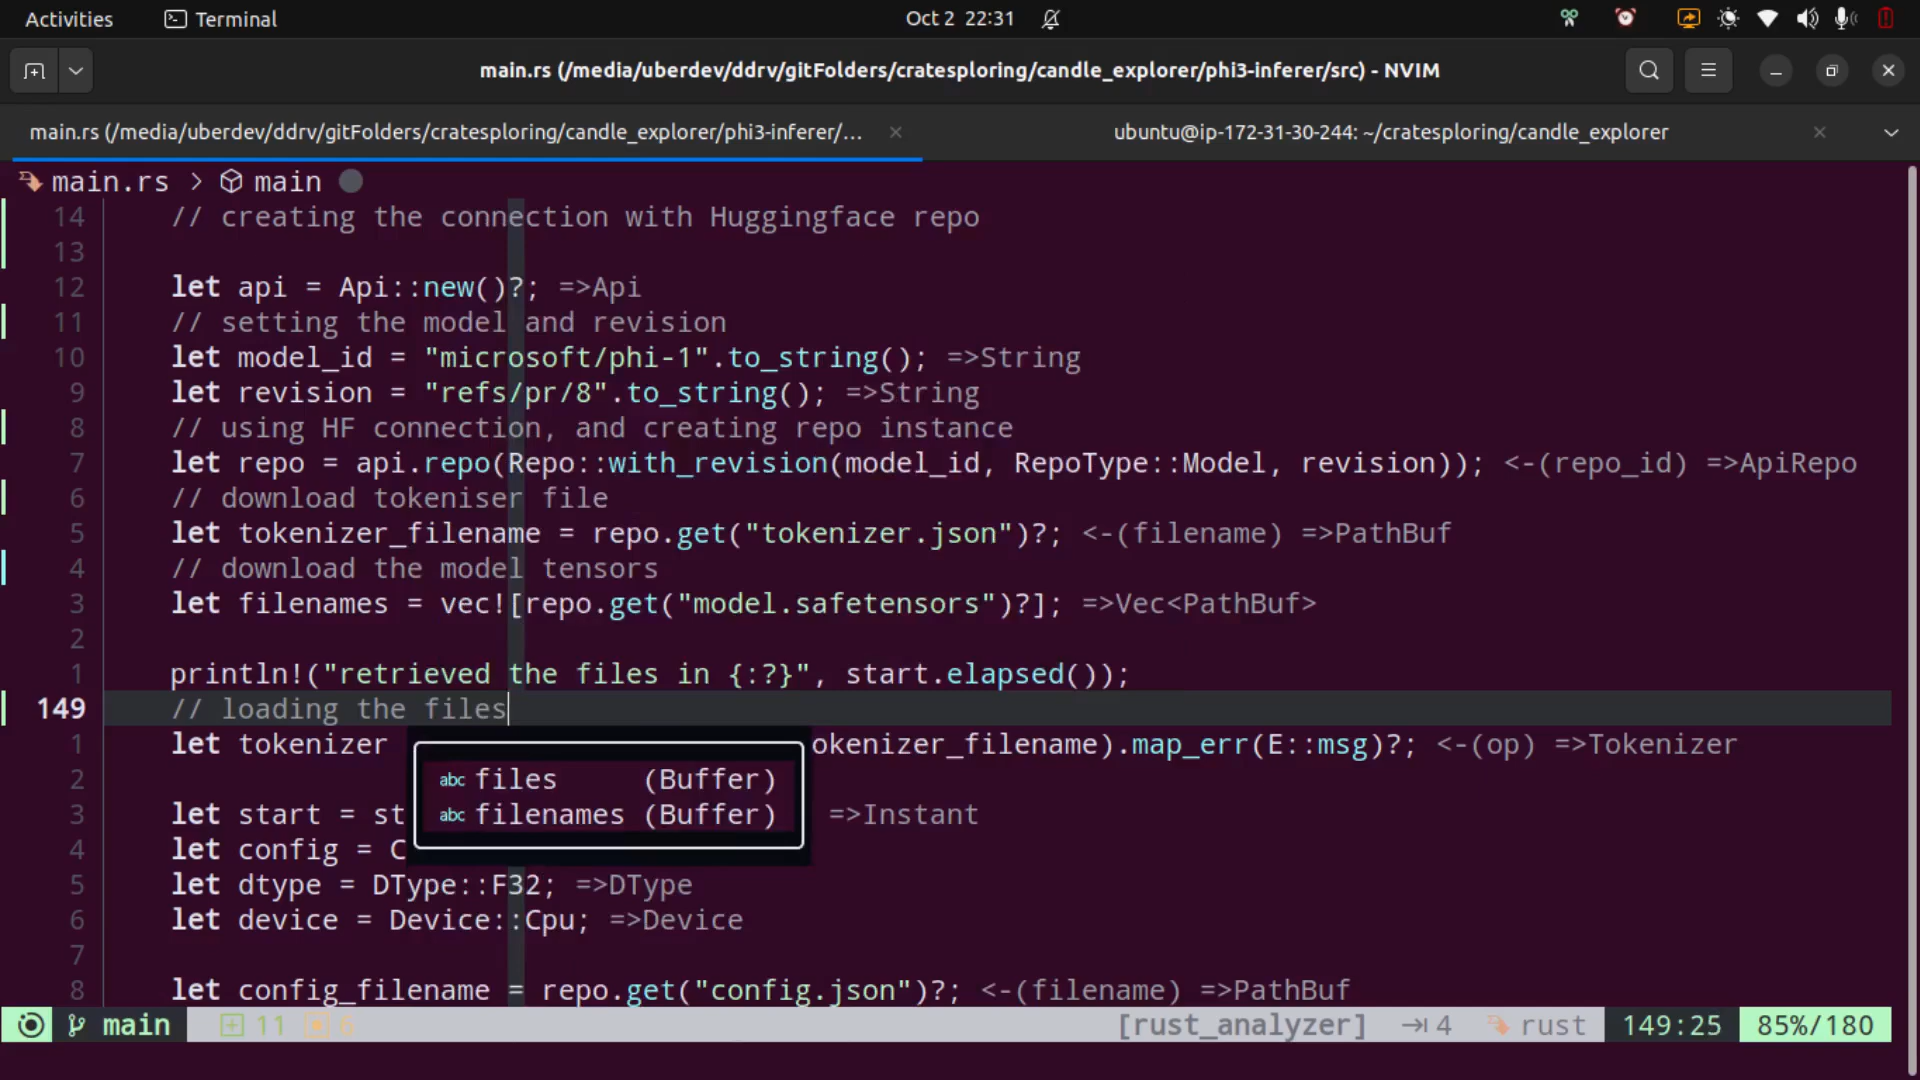 Activities
Terminal
Oct 2 22:31
main.rs (/media/uberdev/ddrv/gitFolders/cratesploring/candle_explorer/phi3-inferer/src) - NVIM
main.rs (/media/uberdev/ddrv/gitFolders/cratesploring/candle_explorer/phi3-inferer/...
ubuntu@ip-172-31-30-244: ~/cratesploring/candle_explorer
main.rs > main
14 // creating the connection with Huggingface repo
13
12 let api = Api::new()?; =>Api
11 // setting the model and revision
10 let model_id = "microsoft/phi-1".to_string(); =>String
9 let revision = "refs/pr/8".to_string(); =>String
8 // using HF connection, and creating repo instance
7 let repo = api.repo(Repo::with_revision(model_id, RepoType::Model, revision)); <-(repo_id) =>ApiRepo
6 // download tokeniser file
5 let tokenizer_filename = repo.get("tokenizer.json")?; <-(filename) =>PathBuf
4 // download the model tensors
3 let filenames = vec![repo.get("model.safetensors")?]; =>Vec<PathBuf>
2
1 println!("retrieved the files in {:?}", start.elapsed());
149 // loading the files
1 let tokenizer okenizer_filename).map_err(E::msg)?; <-(op) =>Tokenizer
2 abc files (Buffer)
3 let start = st abc filenames (Buffer) =>Instant
4 let config = C
5 let dtype = DType::F32; =>DType
6 let device = Device::Cpu; =>Device
7
8 let config_filename = repo.get("config.json")?; <-(filename) =>PathBuf
main 11 6 [rust_analyzer] 4 rust 149:25 85%/180